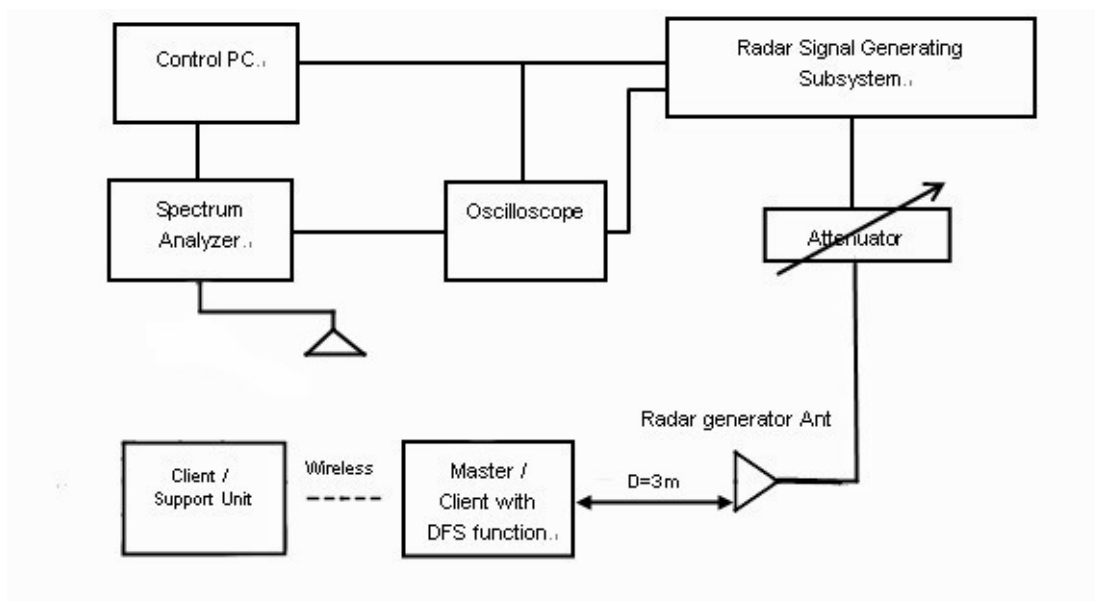 Control PC
Radar Signal Generating
Subsystem
Spectrum
Analyzer
Oscilloscope
Attenuator
Radar generator Ant
Client /
Support Unit
Wireless
Master /
Client with
DFS function
D=3m